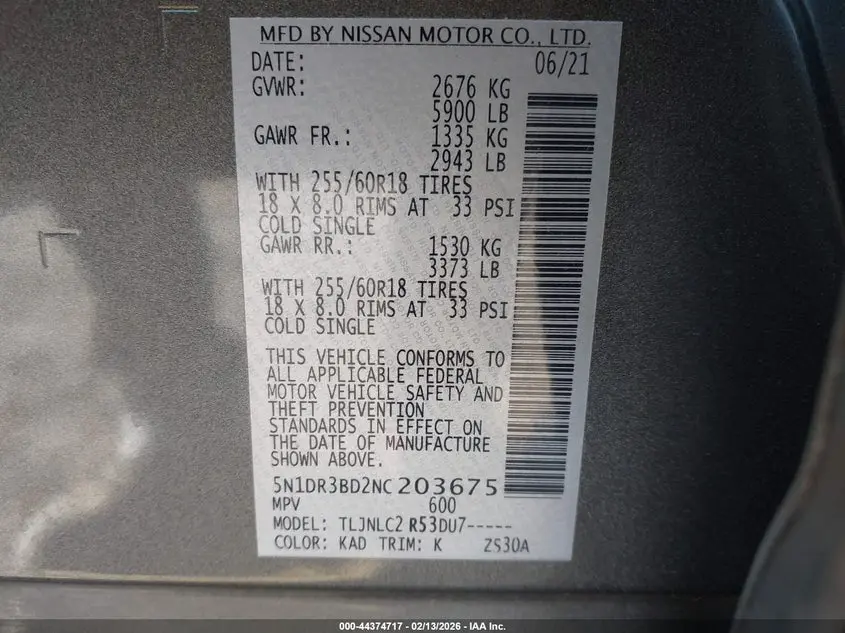 MFD BY NISSAN MOTOR CO., LTD.
DATE: 06/21
GVWR: 2676 KG
5900 LB
GAWR FR.: 1335 KG
2943 LB
WITH 255/60R18 TIRES
18 X 8.0 RIMS AT 33 PSI
COLD SINGLE
GAWR RR.: 1530 KG
3373 LB
WITH 255/60R18 TIRES
18 X 8.0 RIMS AT 33 PSI
COLD SINGLE
THIS VEHICLE CONFORMS TO
ALL APPLICABLE FEDERAL
MOTOR VEHICLE SAFETY AND
THEFT PREVENTION
STANDARDS IN EFFECT ON
THE DATE OF MANUFACTURE
SHOWN ABOVE.
5N1DR3BD2NC203675
MPV 600
MODEL: TLJNLC2 R53DU7-----
COLOR: KAD TRIM: K ZS30A
000-44374717 | 02/13/2026 - IAA Inc.